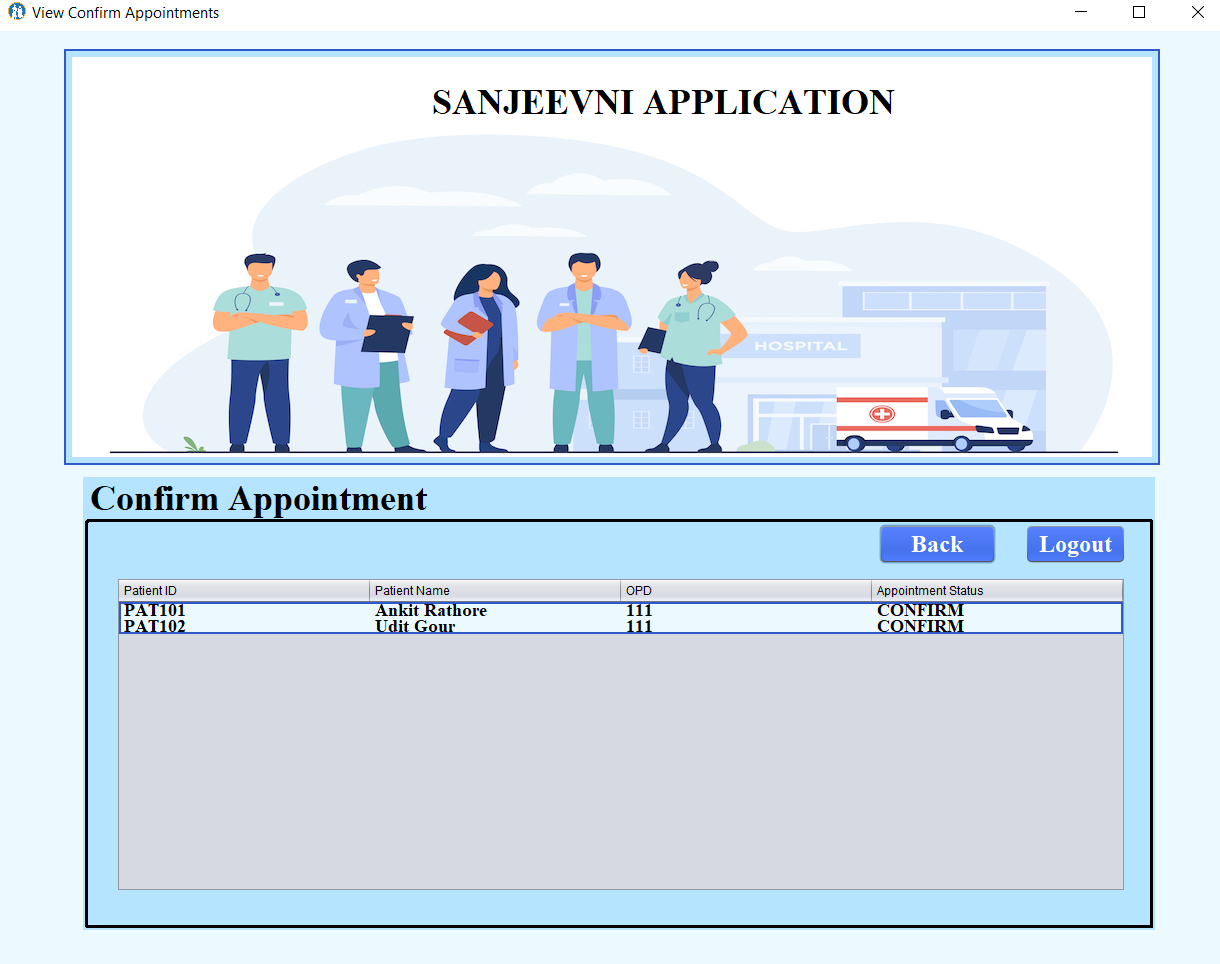 View Confirm Appointments
SANJEEVNI APPLICATION
HOSPITAL
Confirm Appointment
Back Logout
Patient ID Patient Name OPD Appointment Status
PAT101 Ankit Rathore 111 CONFIRM
PAT102 Udit Gour 111 CONFIRM